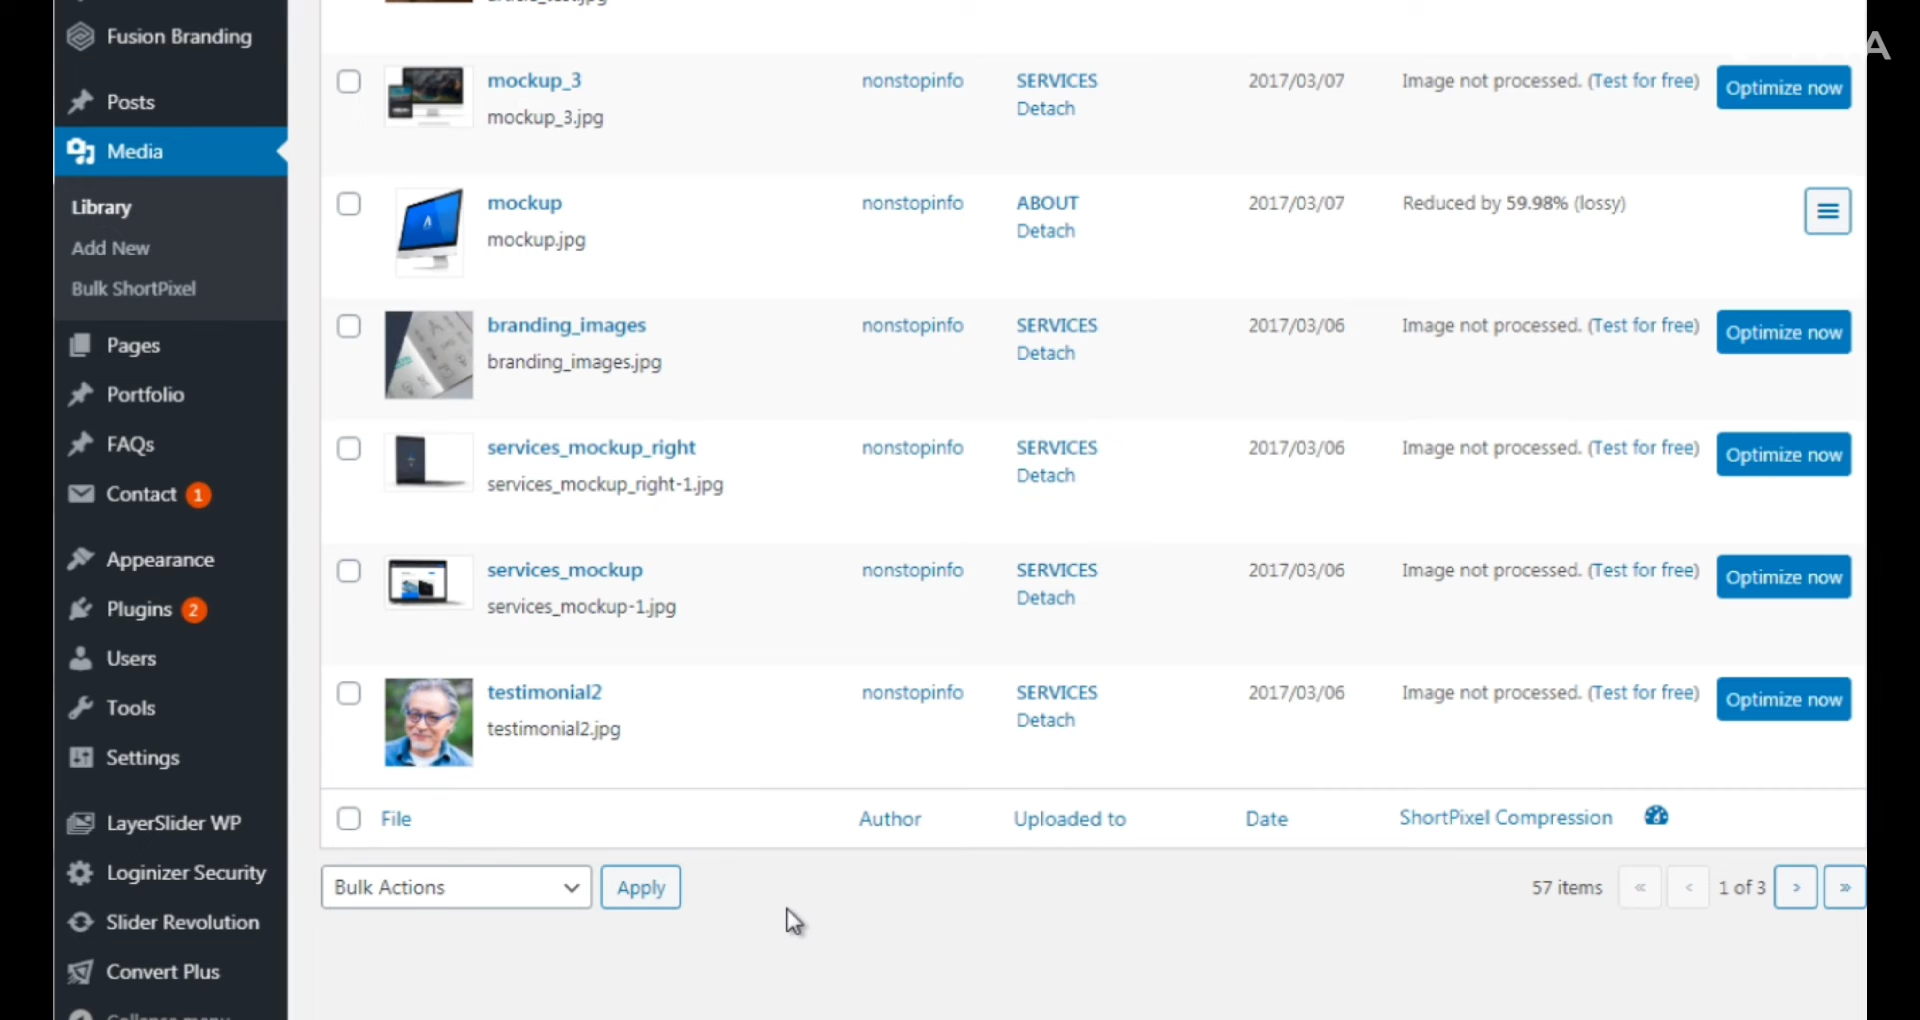 Fusion Branding
Posts
Media
Library
Add New
Bulk ShortPixel
Pages
Portfolio
FAQs
Contact 1
Appearance
Plugins 2
Users
Tools
Settings
LayerSlider WP
Loginizer Security
Slider Revolution
Convert Plus
Collapse menu
article_test.jpg
A
mockup_3 nonstopinfo SERVICES 2017/03/07 Image not processed. (Test for free) Optimize now
mockup_3.jpg Detach
mockup nonstopinfo ABOUT 2017/03/07 Reduced by 59.98% (lossy)
mockup.jpg Detach
branding_images nonstopinfo SERVICES 2017/03/06 Image not processed. (Test for free) Optimize now
branding_images.jpg Detach
services_mockup_right nonstopinfo SERVICES 2017/03/06 Image not processed. (Test for free) Optimize now
services_mockup_right-1.jpg Detach
services_mockup nonstopinfo SERVICES 2017/03/06 Image not processed. (Test for free) Optimize now
services_mockup-1.jpg Detach
testimonial2 nonstopinfo SERVICES 2017/03/06 Image not processed. (Test for free) Optimize now
testimonial2.jpg Detach
File Author Uploaded to Date ShortPixel Compression
Bulk Actions Apply 57 items « ‹ 1 of 3 › »